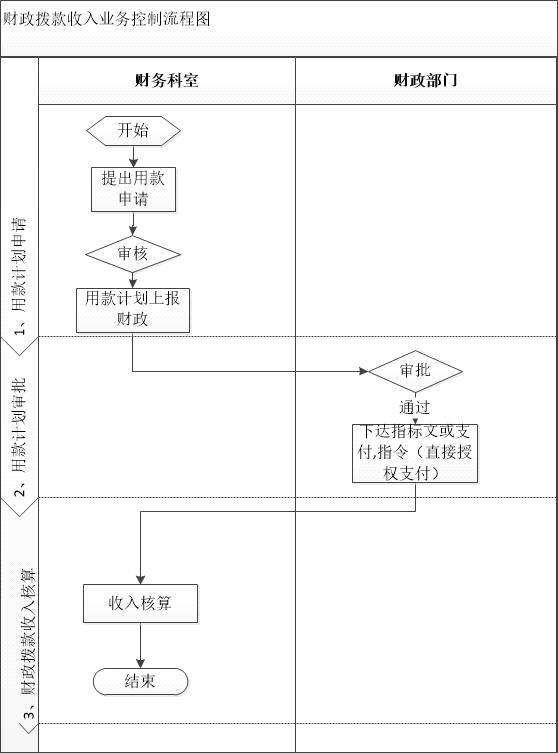 财政拨款收入业务控制流程图
财务科室
财政部门
1、用款计划申请
开始
提出用款
申请
审核
用款计划上报
财政
2、用款计划审批
审批
通过
下达指标文或支
付,指令（直接授
权支付）
3、财政拨款收入核算
收入核算
结束